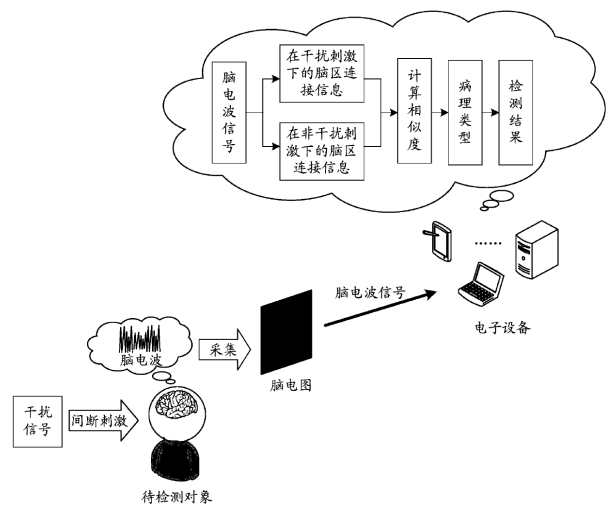 脑电波信号
在干扰刺激
下的脑区连
接信息
在非干扰刺
激下的脑区
连接信息
计算相似度
病理类型
检测结果
……
脑电波信号
电子设备
脑电波
采集
脑电图
干扰
信号
间断刺激
待检测对象